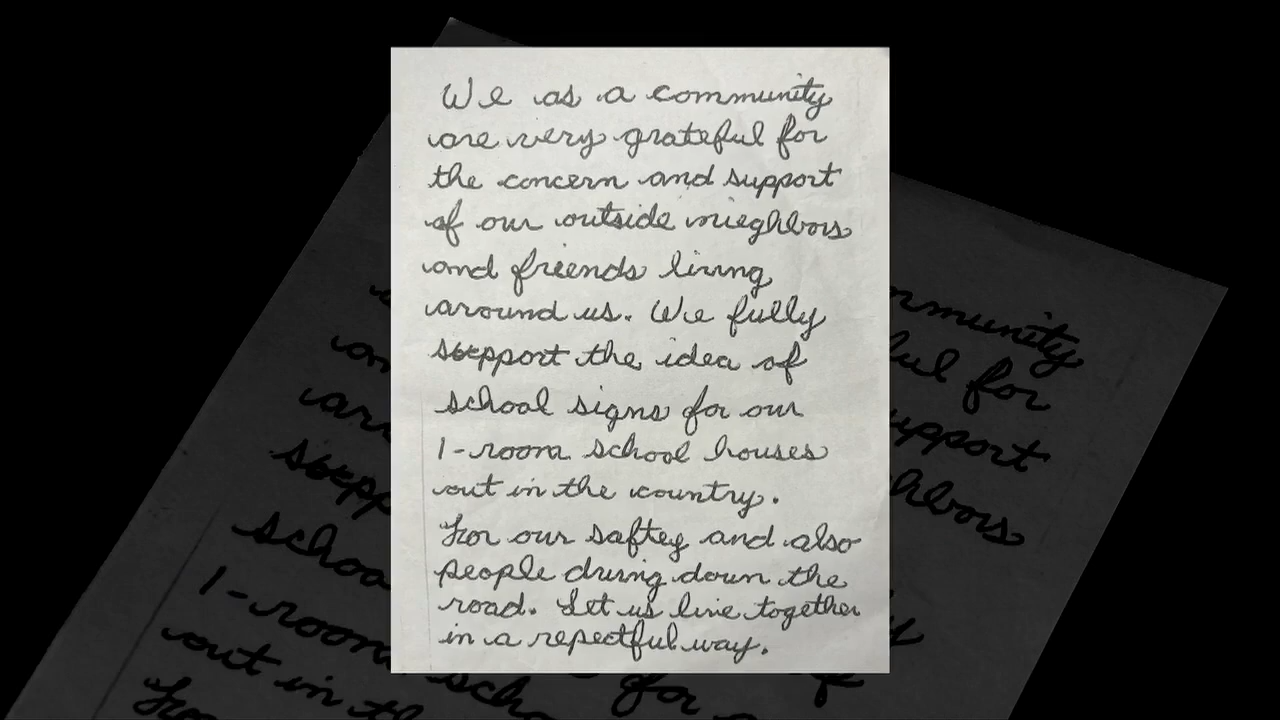 We as a community
are very grateful for
the concern and support
of our outside nieghbors
and friends living
around us. We fully
support the idea of
school signs for our
1-room school houses
out in the country.
For our saftey and also
people driving down the
road. Let us live together
in a repectful way.